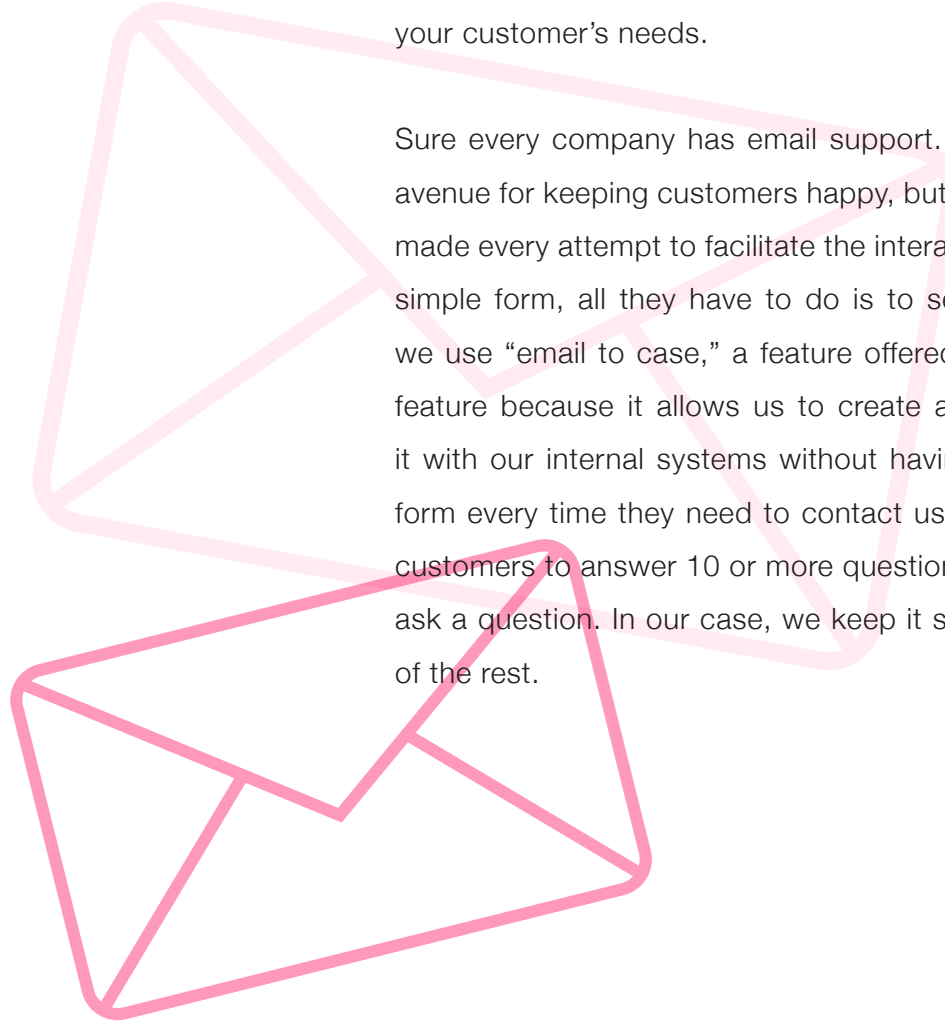 your customer’s needs.
Sure every company has email support.
avenue for keeping customers happy, but
made every attempt to facilitate the intera
simple form, all they have to do is to s
we use “email to case,” a feature offered
feature because it allows us to create a
it with our internal systems without havin
form every time they need to contact us
customers to answer 10 or more question
ask a question. In our case, we keep it s
of the rest.